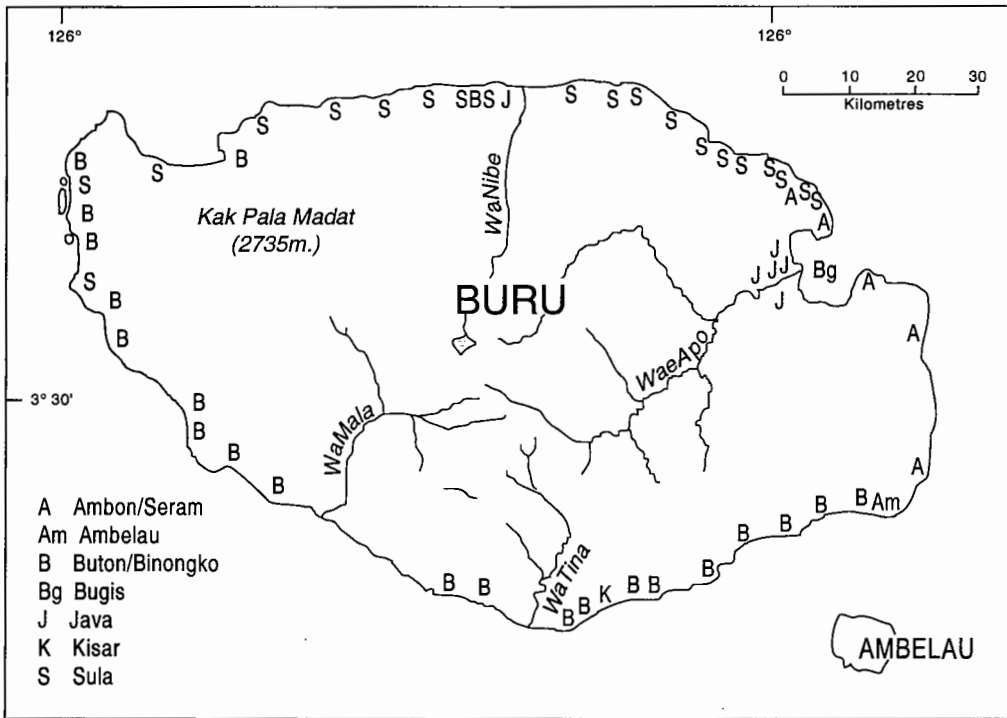 126°
126°
0 10 20 30
Kilometres
S S S S SBS J S S S
S
B S B
S S S S S S S
S
B
B
A
A
WaNibe
Kak Pala Madat
(2735m.)
J
J J J
J
Bg
A
S
B
B
BURU
A
WaeApo
3° 30'
B
B
B
B
WaMala
A
B B B B B Am
A Ambon/Seram
Am Ambelau
B Buton/Binongko
Bg Bugis
J Java
K Kisar
S Sula
B B
WaTina
B B K B B
AMBELAU